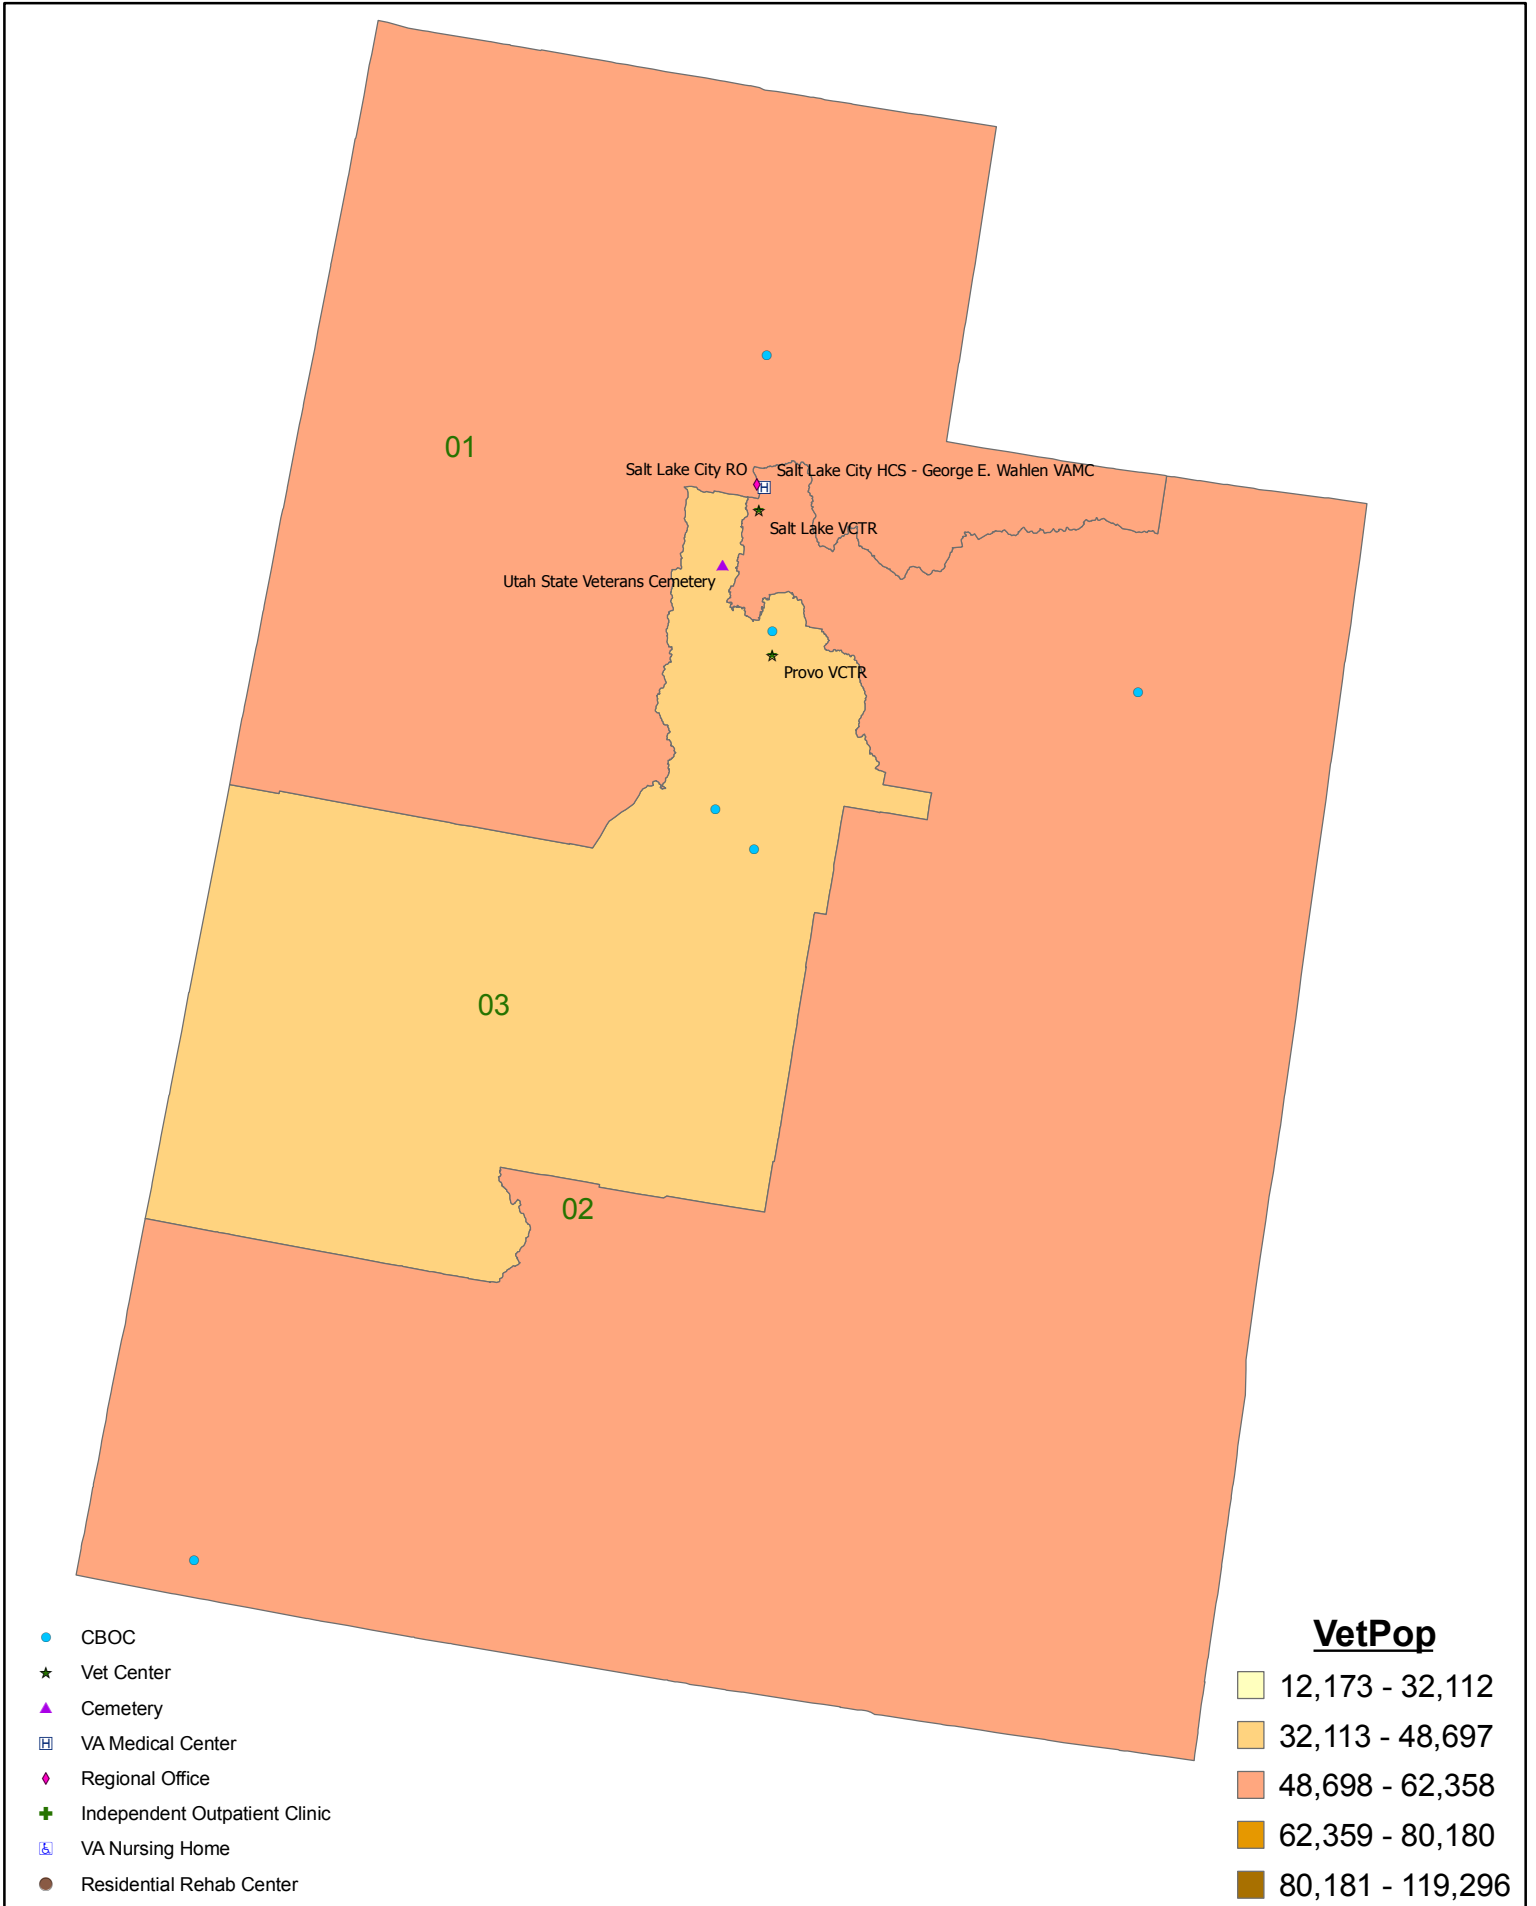 01
Salt Lake City RO
Salt Lake City HCS - George E. Wahlen VAMC
Salt Lake VCTR
Utah State Veterans Cemetery
Provo VCTR
03
02
CBOC
Vet Center
Cemetery
VA Medical Center
Regional Office
Independent Outpatient Clinic
VA Nursing Home
Residential Rehab Center
VetPop
12,173 - 32,112
32,113 - 48,697
48,698 - 62,358
62,359 - 80,180
80,181 - 119,296